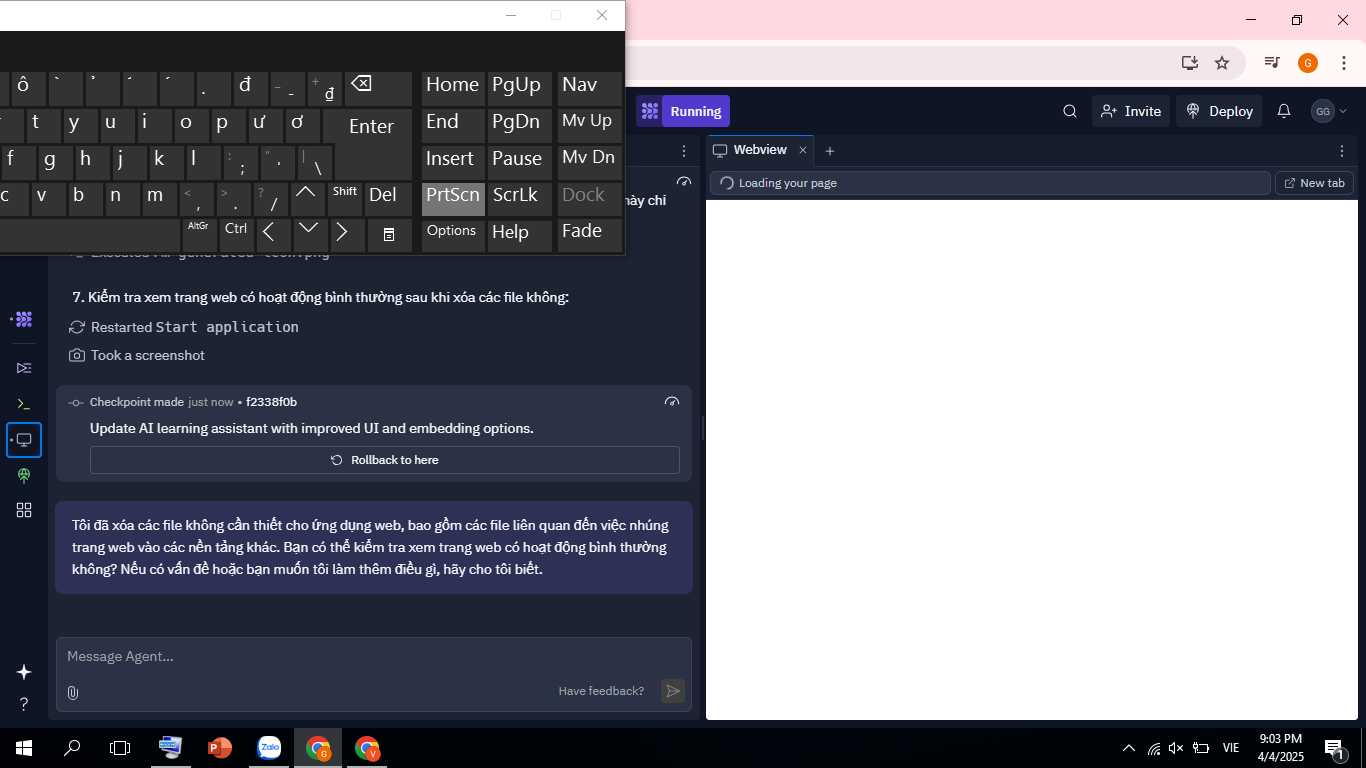 ô ̀ ̉ ̃ ́ . đ - - + ₫
Home PgUp Nav
t y u i o p ư ơ Enter
End PgDn Mv Up
f g h j k l : ; " ' | \
Insert Pause Mv Dn
c v b n m < , > . ? / Shift Del
PrtScn ScrLk Dock
AltGr Ctrl
Options Help Fade
Running
Invite
Deploy
GG
G
Webview
Loading your page
New tab
này chỉ
generated-icon.png
7. Kiểm tra xem trang web có hoạt động bình thường sau khi xóa các file không:
Restarted Start application
Took a screenshot
Checkpoint made just now • f2338f0b
Update AI learning assistant with improved UI and embedding options.
Rollback to here
Tôi đã xóa các file không cần thiết cho ứng dụng web, bao gồm các file liên quan đến việc nhúng
trang web vào các nền tảng khác. Bạn có thể kiểm tra xem trang web có hoạt động bình thường
không? Nếu có vấn đề hoặc bạn muốn tôi làm thêm điều gì, hãy cho tôi biết.
Message Agent...
Have feedback?
?
P
Zalo
G
V
VIE
9:03 PM
4/4/2025
1